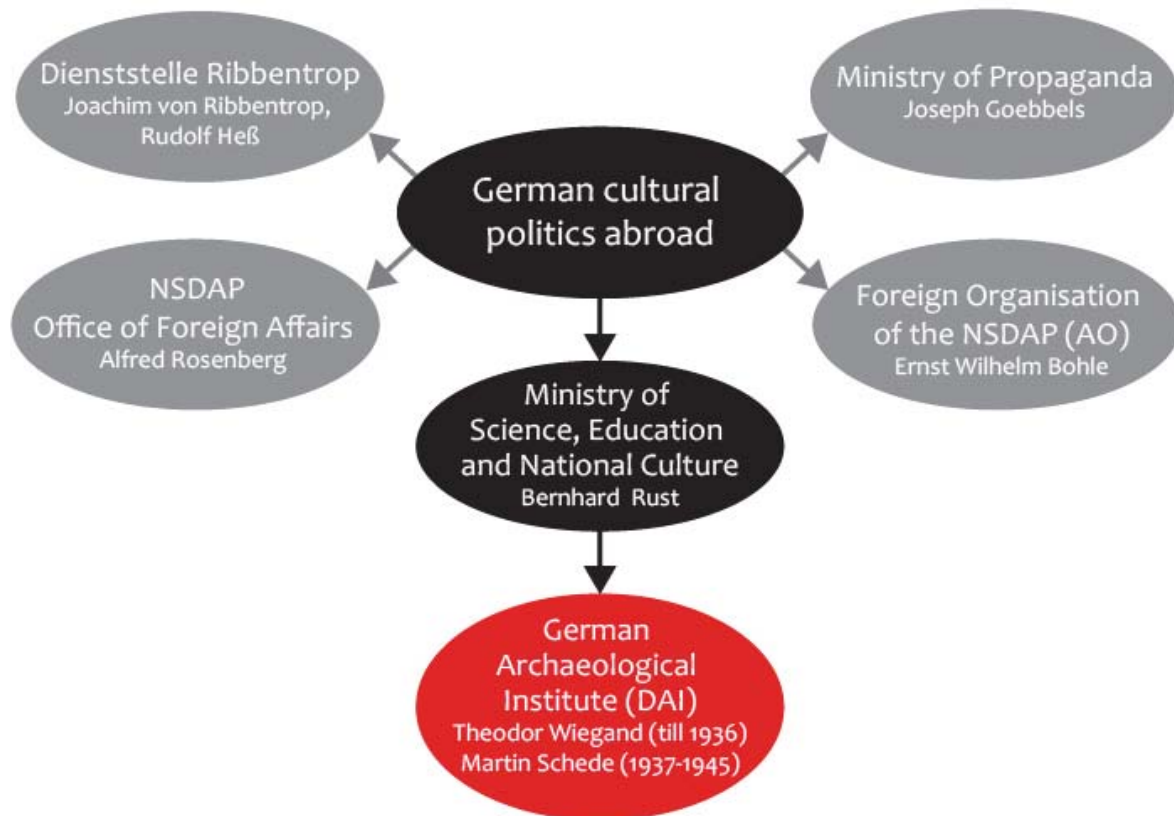 Dienststelle Ribbentrop
Joachim von Ribbentrop,
Rudolf Heß
Ministry of Propaganda
Joseph Goebbels
German cultural
politics abroad
NSDAP
Office of Foreign Affairs
Alfred Rosenberg
Foreign Organisation
of the NSDAP (AO)
Ernst Wilhelm Bohle
Ministry of
Science, Education
and National Culture
Bernhard Rust
German
Archaeological
Institute (DAI)
Theodor Wiegand (till 1936)
Martin Schede (1937-1945)